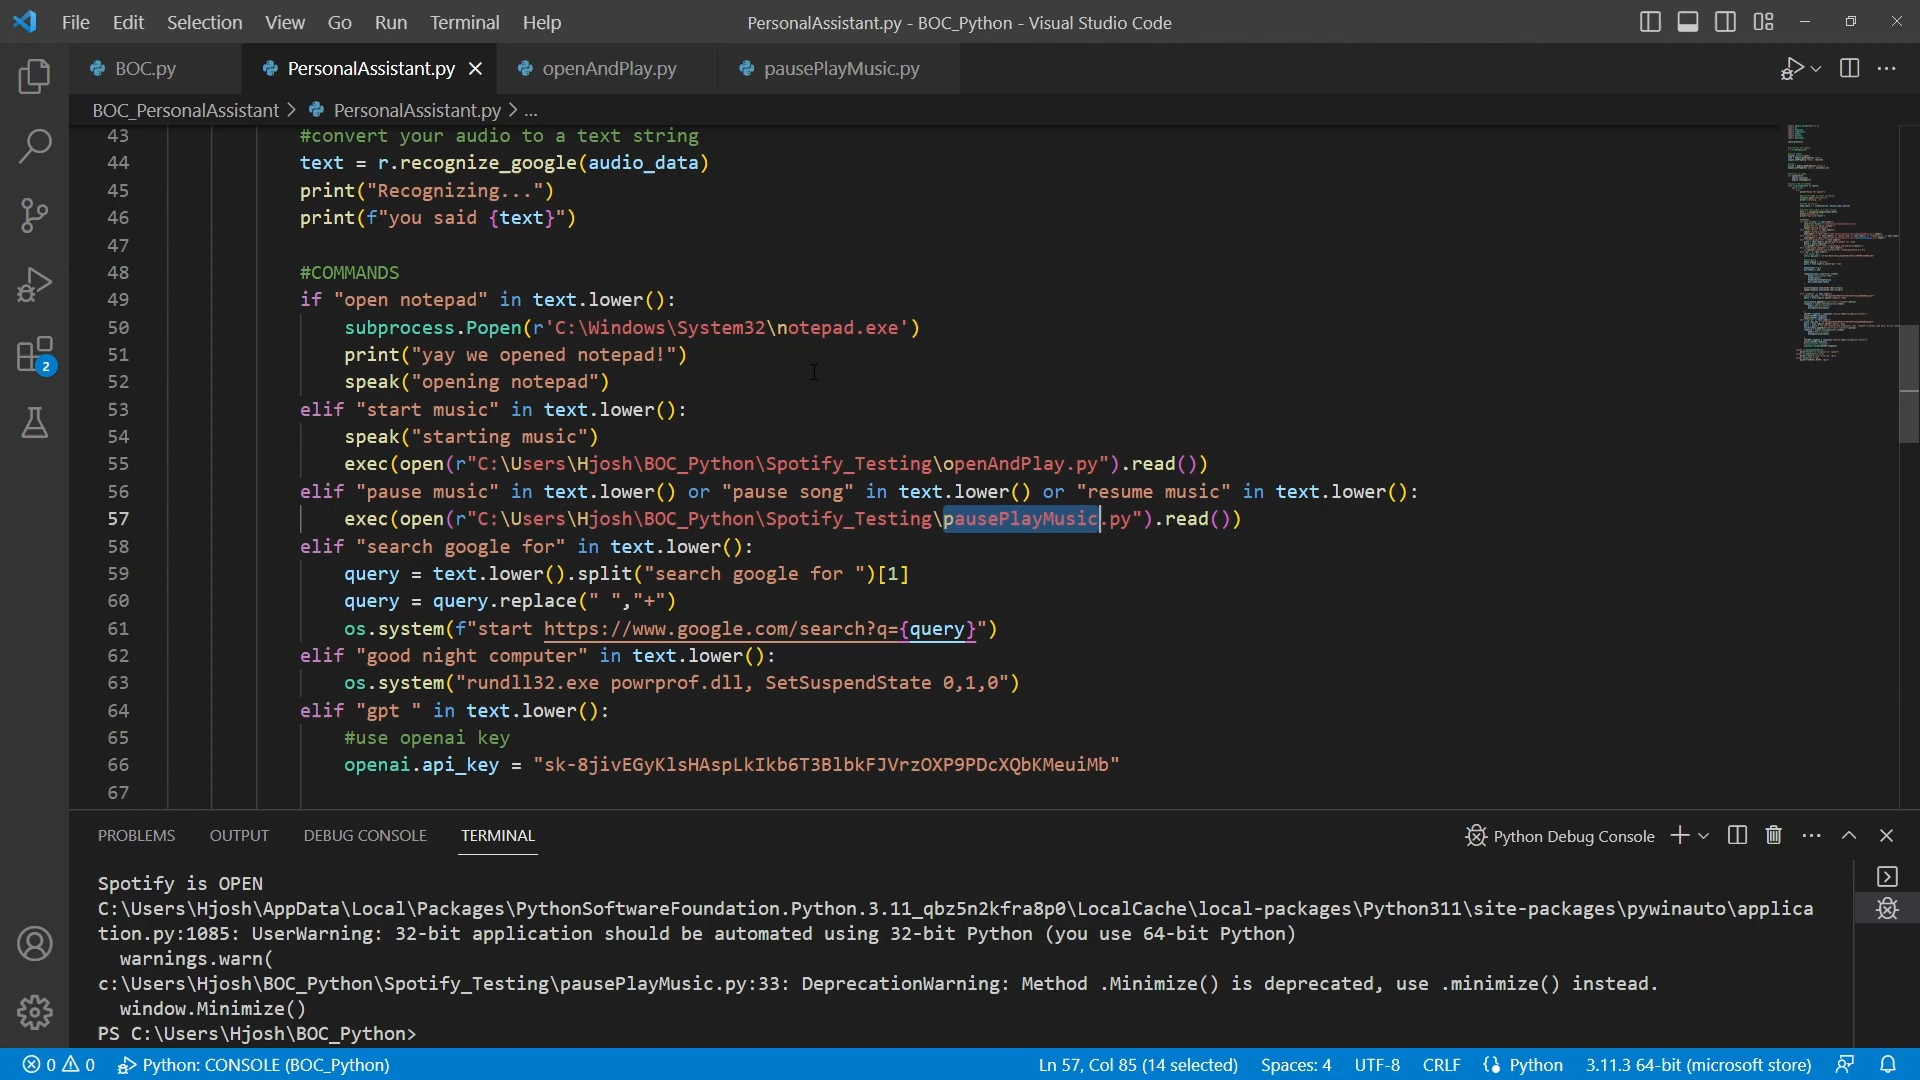 File Edit Selection View Go Run Terminal Help
PersonalAssistant.py - BOC_Python - Visual Studio Code
BOC.py
PersonalAssistant.py
openAndPlay.py
pausePlayMusic.py
BOC_PersonalAssistant > PersonalAssistant.py > ...
43 #convert your audio to a text string
44 text = r.recognize_google(audio_data)
45 print("Recognizing...")
46 print(f"you said {text}")
47
48 #COMMANDS
49 if "open notepad" in text.lower():
50 subprocess.Popen(r'C:\Windows\System32\notepad.exe')
51 print("yay we opened notepad!")
52 speak("opening notepad")
53 elif "start music" in text.lower():
54 speak("starting music")
55 exec(open(r"C:\Users\Hjosh\BOC_Python\Spotify_Testing\openAndPlay.py").read())
56 elif "pause music" in text.lower() or "pause song" in text.lower() or "resume music" in text.lower():
57 exec(open(r"C:\Users\Hjosh\BOC_Python\Spotify_Testing\pausePlayMusic.py").read())
58 elif "search google for" in text.lower():
59 query = text.lower().split("search google for ")[1]
60 query = query.replace(" ","+")
61 os.system(f"start https://www.google.com/search?q={query}")
62 elif "good night computer" in text.lower():
63 os.system("rundll32.exe powrprof.dll, SetSuspendState 0,1,0")
64 elif "gpt " in text.lower():
65 #use openai key
66 openai.api_key = "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"
67
2
PROBLEMS OUTPUT DEBUG CONSOLE TERMINAL
Python Debug Console
Spotify is OPEN
C:\Users\Hjosh\AppData\Local\Packages\PythonSoftwareFoundation.Python.3.11_qbz5n2kfra8p0\LocalCache\local-packages\Python311\site-packages\pywinauto\applica
tion.py:1085: UserWarning: 32-bit application should be automated using 32-bit Python (you use 64-bit Python)
warnings.warn(
c:\Users\Hjosh\BOC_Python\Spotify_Testing\pausePlayMusic.py:33: DeprecationWarning: Method .Minimize() is deprecated, use .minimize() instead.
window.Minimize()
PS C:\Users\Hjosh\BOC_Python>
0 0 Python: CONSOLE (BOC_Python)
Ln 57, Col 85 (14 selected) Spaces: 4 UTF-8 CRLF {} Python 3.11.3 64-bit (microsoft store)